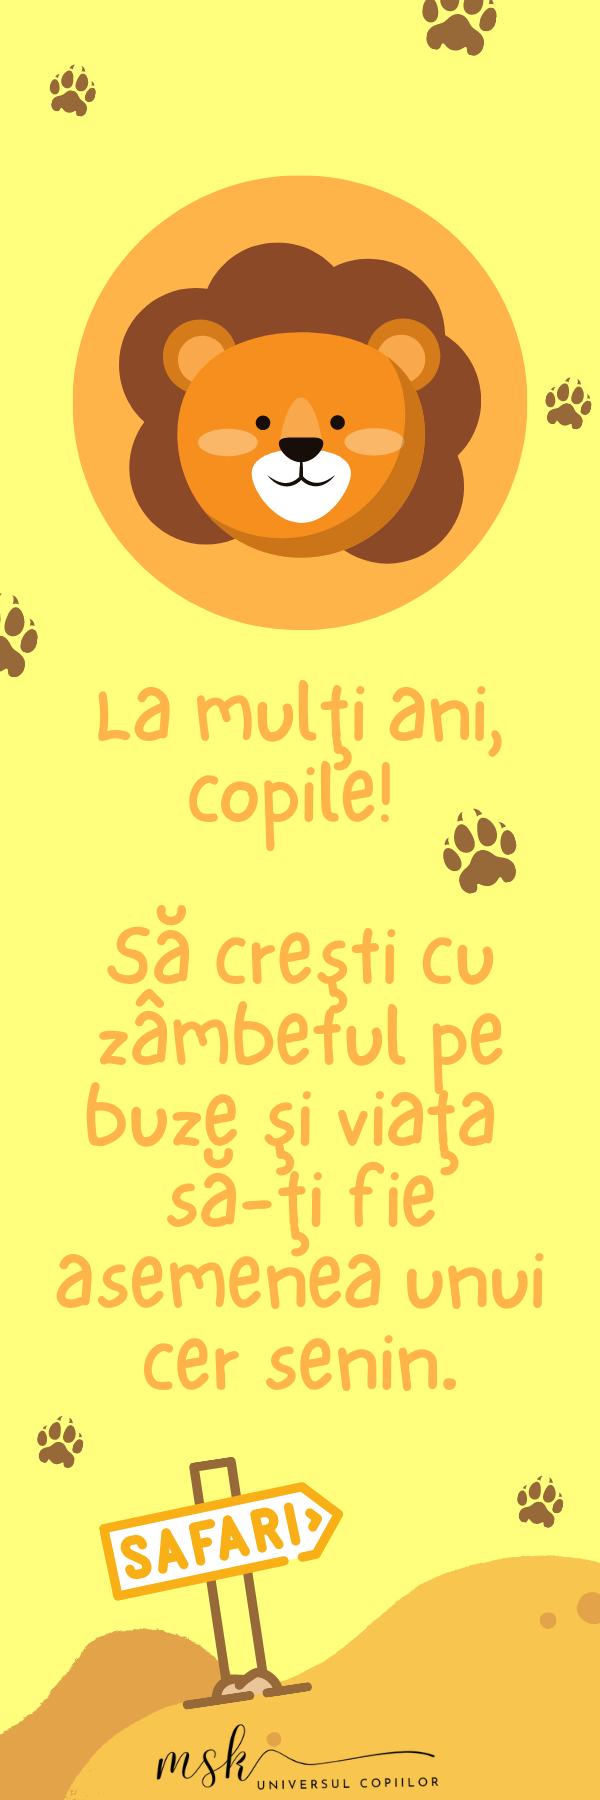 La mulţi ani,
copile!
Să creşti cu
zâmbetul pe
buze şi viaţa
să-ţi fie
asemenea unui
cer senin.
SAFARI
msk
UNIVERSUL COPIILOR